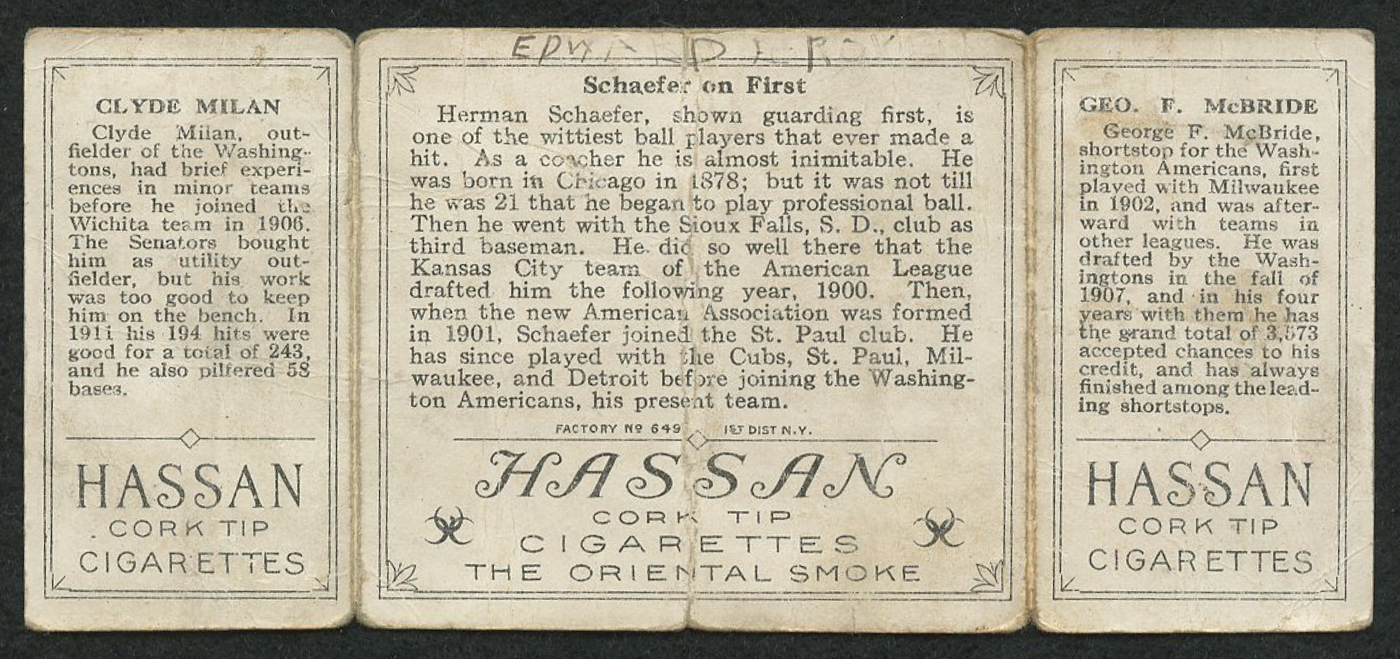 CLYDE MILAN
Clyde Milan, out-
fielder of the Washing-
tons, had brief experi-
ences in minor teams
before he joined the
Wichita team in 1906.
The Senators bought
him as utility out-
fielder, but his work
was too good to keep
him on the bench. In
1911 his 194 hits were
good for a total of 243,
and he also pilfered 58
bases.
HASSAN
CORK TIP
CIGARETTES
Schaefer on First
Herman Schaefer, shown guarding first, is
one of the wittiest ball players that ever made a
hit. As a coacher he is almost inimitable. He
was born in Chicago in 1878; but it was not till
he was 21 that he began to play professional ball.
Then he went with the Sioux Falls, S. D., club as
third baseman. He did so well there that the
Kansas City team of the American League
drafted him the following year, 1900. Then,
when the new American Association was formed
in 1901, Schaefer joined the St. Paul club. He
has since played with the Cubs, St. Paul, Mil-
waukee, and Detroit before joining the Washing-
ton Americans, his present team.
FACTORY No 649 1ST DIST N.Y.
HASSAN
CORK TIP
CIGARETTES
THE ORIENTAL SMOKE
GEO. F. McBRIDE
George F. McBride,
shortstop for the Wash-
ington Americans, first
played with Milwaukee
in 1902, and was after-
ward with teams in
other leagues. He was
drafted by the Wash-
ingtons in the fall of
1907, and in his four
years with them he has
the grand total of 3,573
accepted chances to his
credit, and has always
finished among the lead-
ing shortstops.
HASSAN
CORK TIP
CIGARETTES